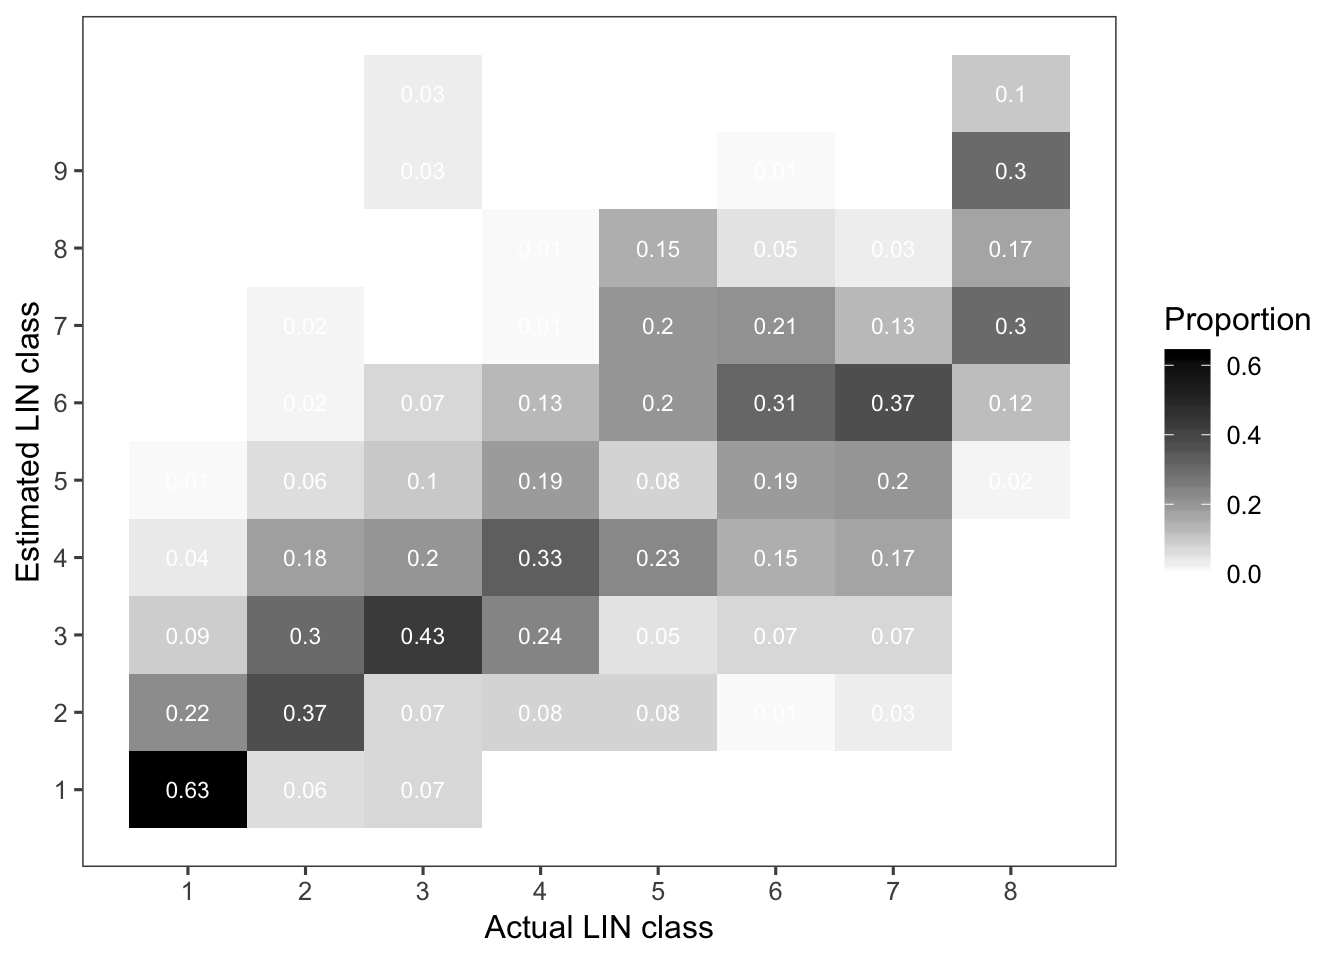 0.03 0.1
9 0.03 0.01 0.3
8 0.01 0.15 0.05 0.03 0.17
7 0.02 0.01 0.2 0.21 0.13 0.3
6 0.02 0.07 0.13 0.2 0.31 0.37 0.12
5 0.01 0.06 0.1 0.19 0.08 0.19 0.2 0.02
4 0.04 0.18 0.2 0.33 0.23 0.15 0.17
3 0.09 0.3 0.43 0.24 0.05 0.07 0.07
2 0.22 0.37 0.07 0.08 0.08 0.01 0.03
1 0.63 0.06 0.07
1 2 3 4 5 6 7 8
Actual LIN class
Estimated LIN class
Proportion
0.6
0.4
0.2
0.0